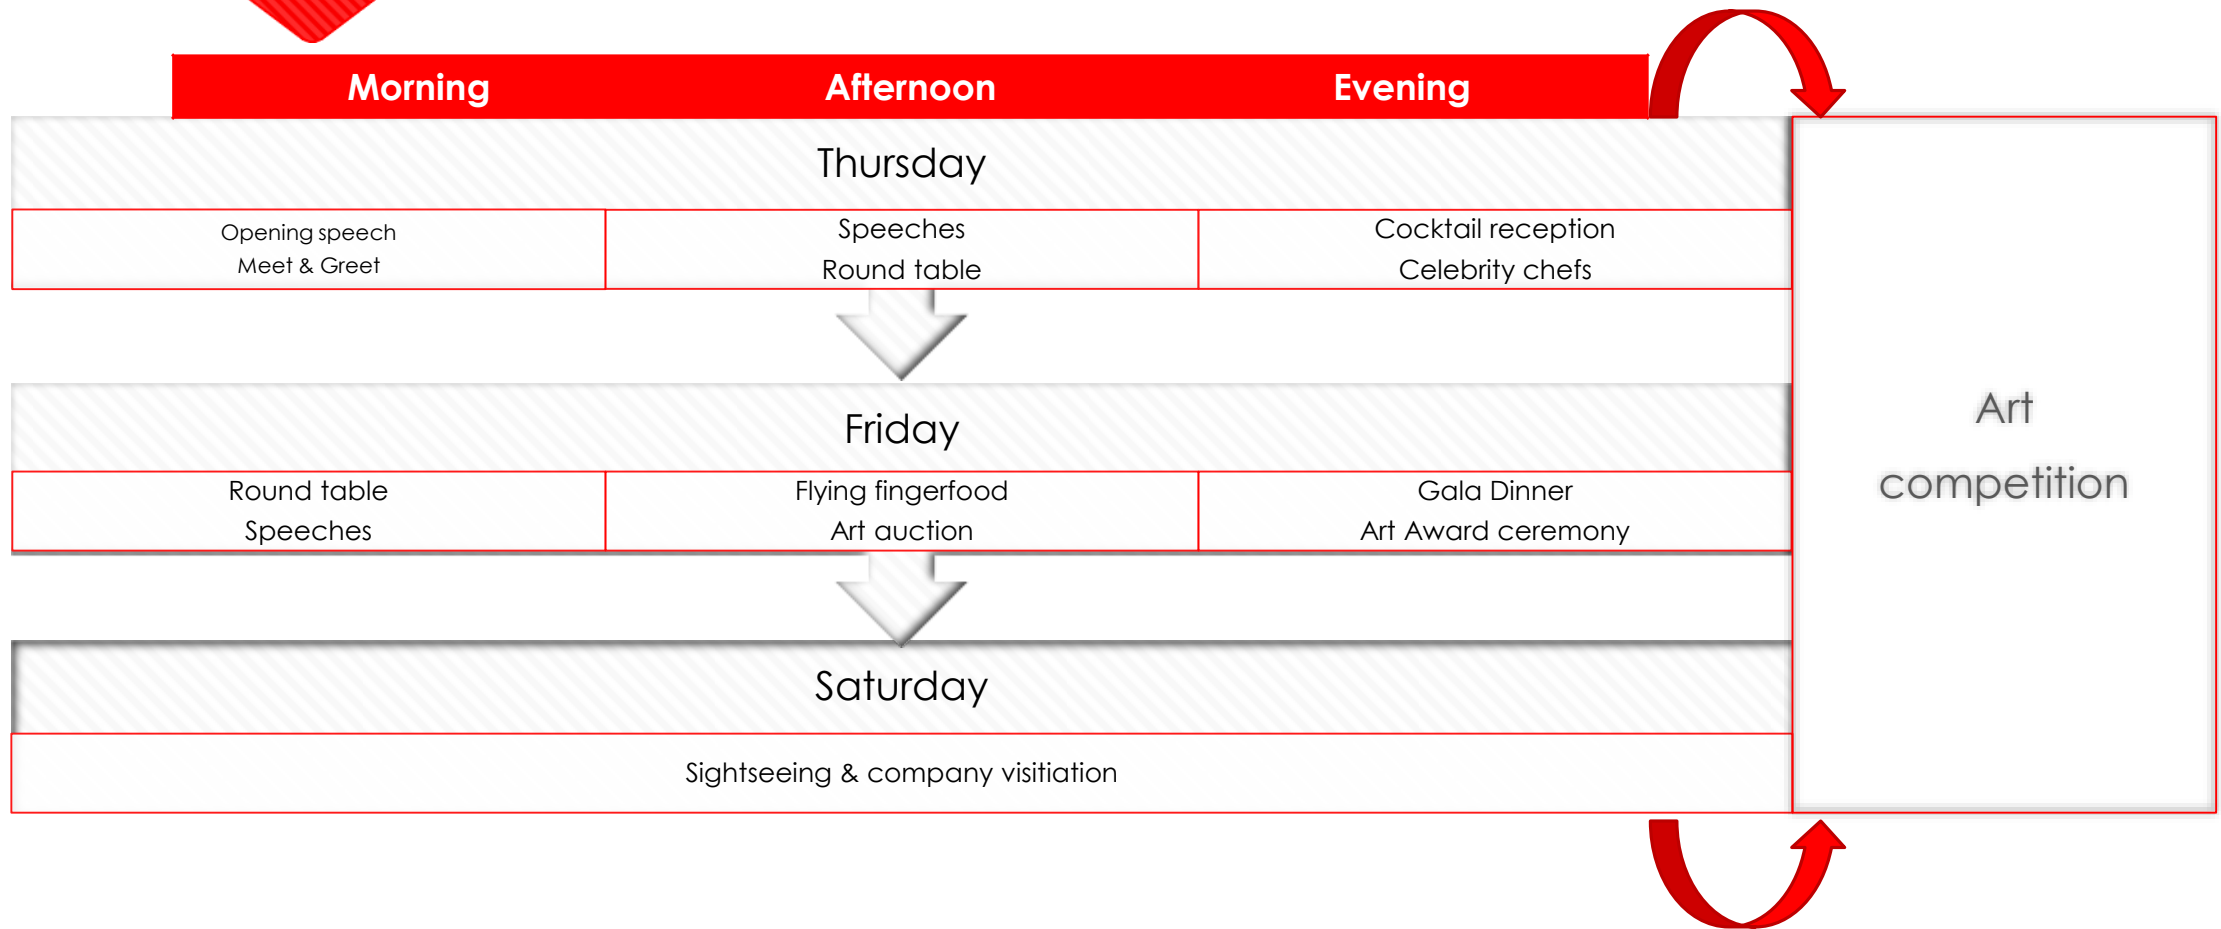 Morning Afternoon Evening
Thursday
Opening speech
Meet & Greet
Speeches
Round table
Cocktail reception
Celebrity chefs
Friday
Round table
Speeches
Flying fingerfood
Art auction
Gala Dinner
Art Award ceremony
Saturday
Sightseeing & company visitiation
Art
competition